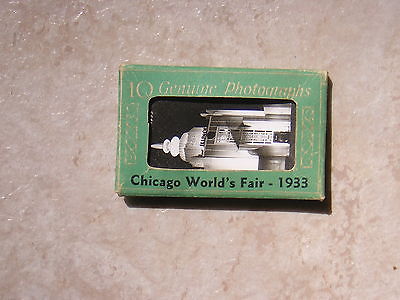 10 Genuine Photographs
Chicago World's Fair - 1933